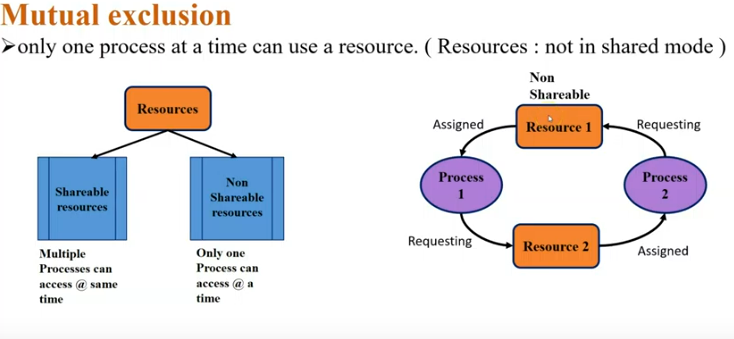 Mutual exclusion
➢only one process at a time can use a resource. ( Resources : not in shared mode )
Resources
Shareable
resources
Non
Shareable
resources
Multiple
Processes can
access @ same
time
Only one
Process can
access @ a
time
Non
Shareable
Assigned
Resource 1
Requesting
Process
1
Process
2
Requesting
Resource 2
Assigned